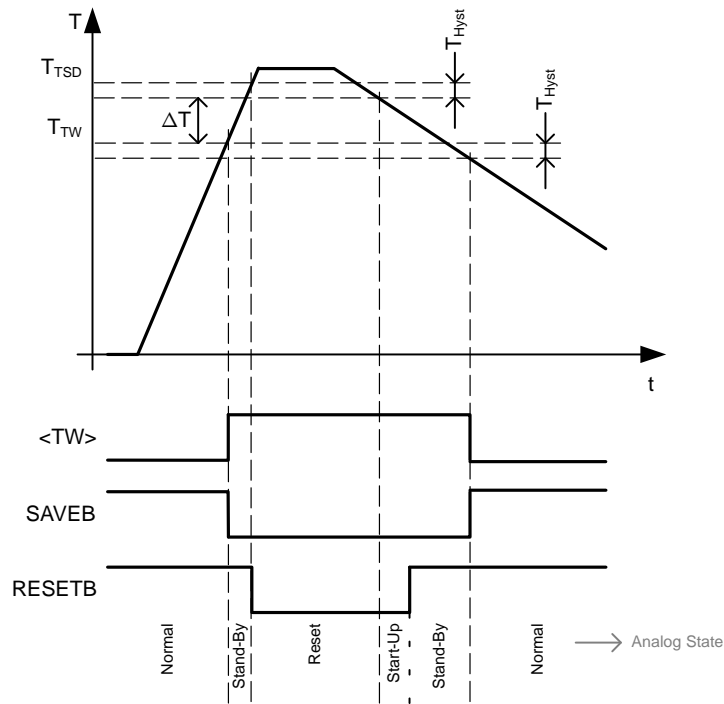 T
T_TSD
T_Hyst
T_Hyst
ΔT
T_TW
t
<TW>
SAVEB
RESETB
Normal
Stand-By
Reset
Start-Up
Stand-By
Normal
Analog State